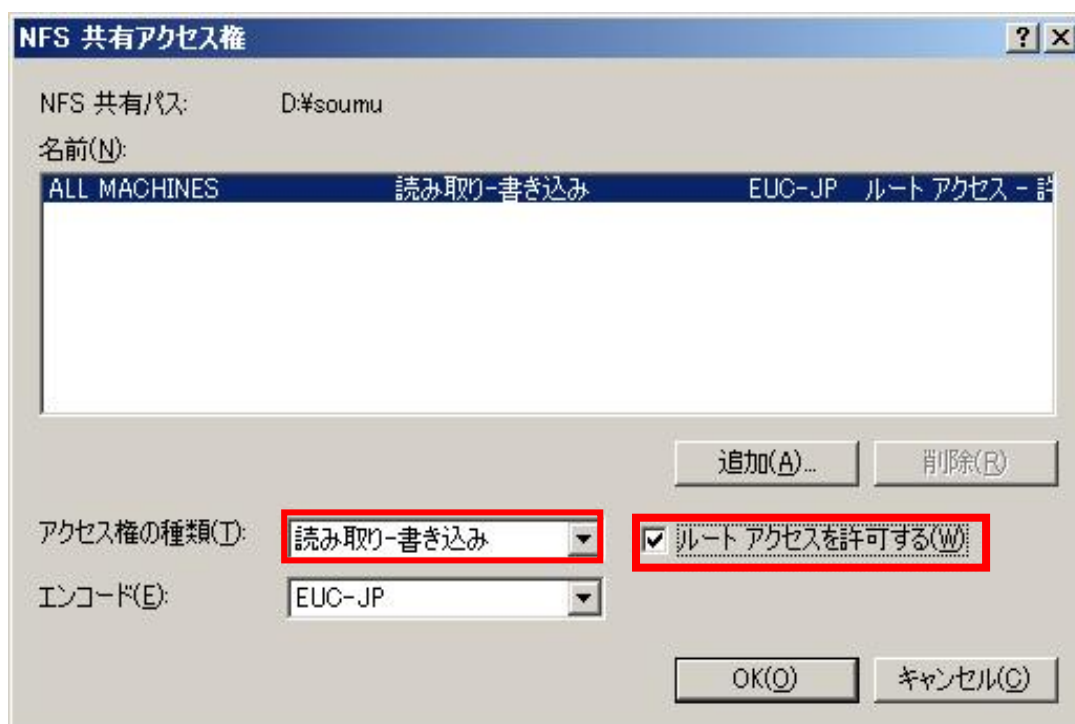 NFS 共有アクセス権
NFS 共有パス: D:¥soumu
名前(N):
ALL MACHINES 読み取り-書き込み EUC-JP ルート アクセス - 許
追加(A)... 削除(R)
アクセス権の種類(T): 読み取り-書き込み ルート アクセスを許可する(W)
エンコード(E): EUC-JP
OK(O) キャンセル(C)